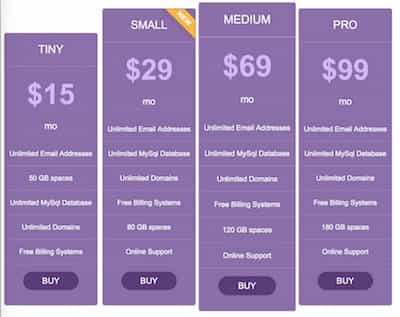 TINY
$15
mo
Unlimited Email Addresses
50 GB spaces
Unlimited MySql Database
Unlimited Domains
Free Billing Systems
BUY
SMALL
NEW
$29
mo
Unlimited Email Addresses
Unlimited MySql Database
Unlimited Domains
Free Billing Systems
80 GB spaces
Online Support
BUY
MEDIUM
$69
mo
Unlimited Email Addresses
Unlimited MySql Database
Unlimited Domains
Free Billing Systems
120 GB spaces
Online Support
BUY
PRO
$99
mo
Unlimited Email Addresses
Unlimited MySql Database
Unlimited Domains
Free Billing Systems
180 GB spaces
Online Support
BUY